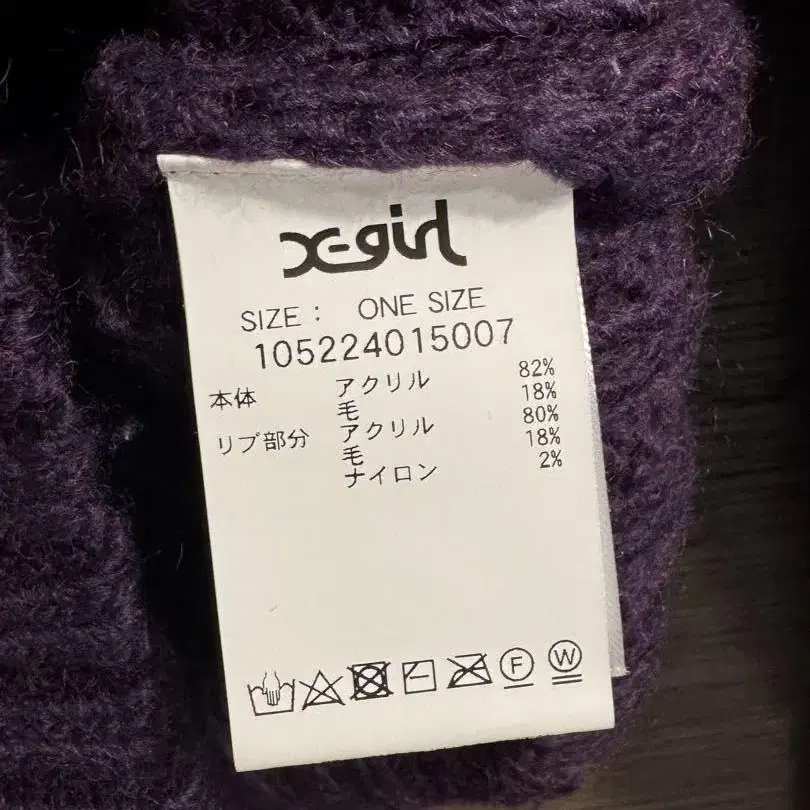 X-girl
SIZE： ONE SIZE
105224015007
本体 アクリル 82%
毛 18%
リブ部分 アクリル 80%
毛 18%
ナイロン 2%
F W